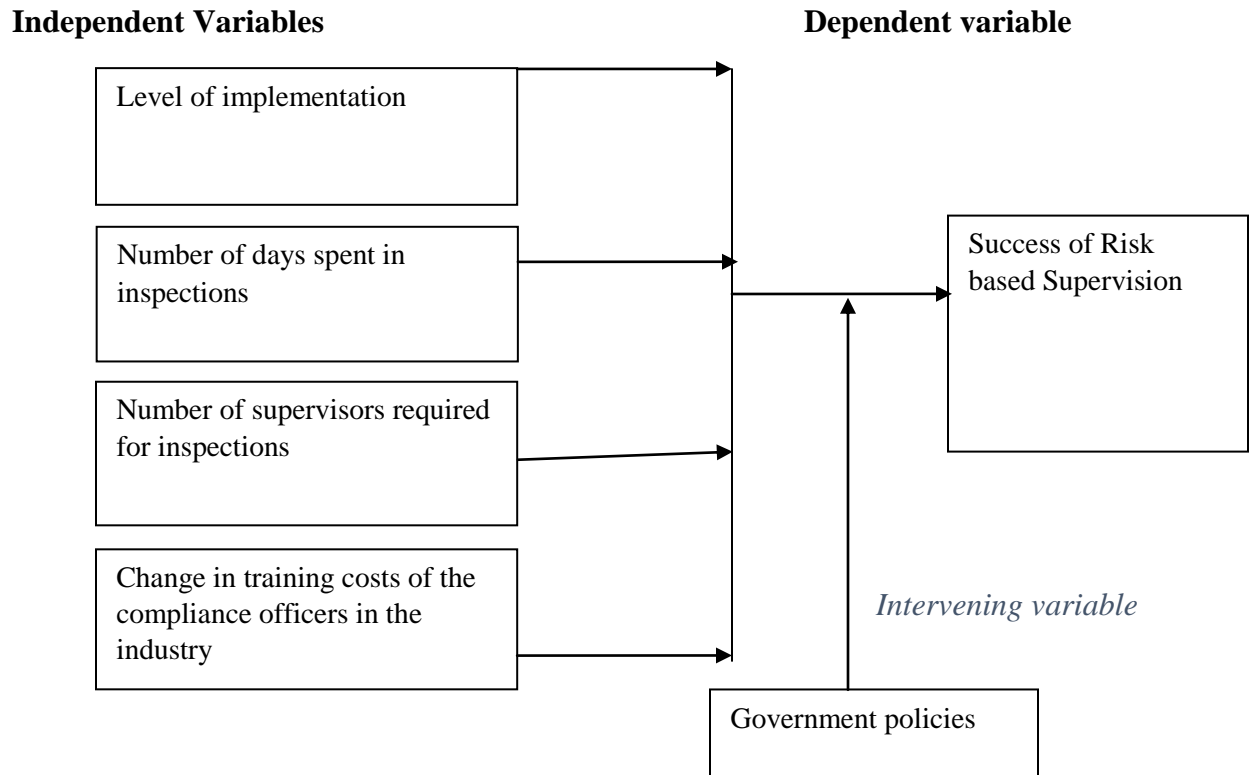 Independent Variables
Dependent variable
Level of implementation
Number of days spent in
inspections
Success of Risk
based Supervision
Number of supervisors required
for inspections
Change in training costs of the
compliance officers in the
industry
Intervening variable
Government policies